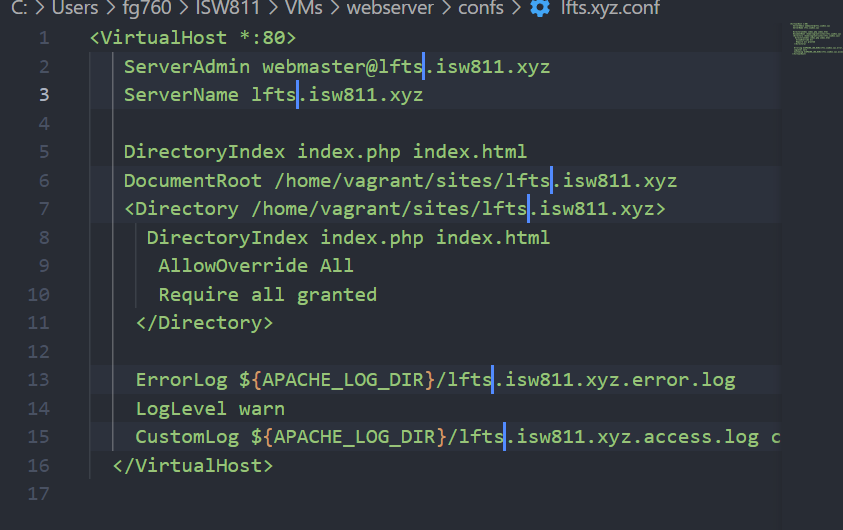 C: > Users > fg760 > ISW811 > VMs > webserver > confs > lfts.xyz.conf
1 <VirtualHost *:80>
2 ServerAdmin webmaster@lfts.isw811.xyz
3 ServerName lfts.isw811.xyz
4
5 DirectoryIndex index.php index.html
6 DocumentRoot /home/vagrant/sites/lfts.isw811.xyz
7 <Directory /home/vagrant/sites/lfts.isw811.xyz>
8 DirectoryIndex index.php index.html
9 AllowOverride All
10 Require all granted
11 </Directory>
12
13 ErrorLog ${APACHE_LOG_DIR}/lfts.isw811.xyz.error.log
14 LogLevel warn
15 CustomLog ${APACHE_LOG_DIR}/lfts.isw811.xyz.access.log c
16 </VirtualHost>
17